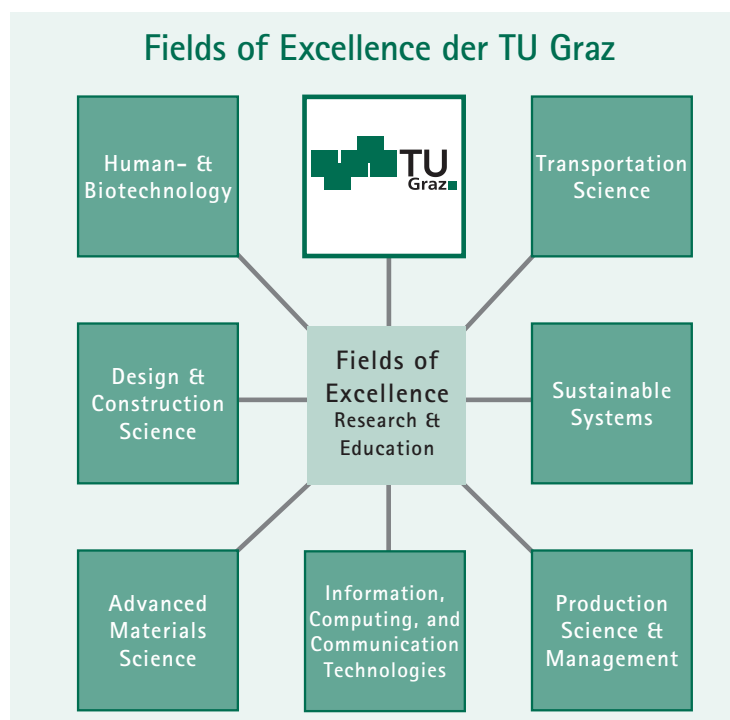 Fields of Excellence der TU Graz
Human- &
Biotechnology
TU
Graz
Transportation
Science
Design &
Construction
Science
Fields of
Excellence
Research &
Education
Sustainable
Systems
Advanced
Materials
Science
Information,
Computing, and
Communication
Technologies
Production
Science &
Management